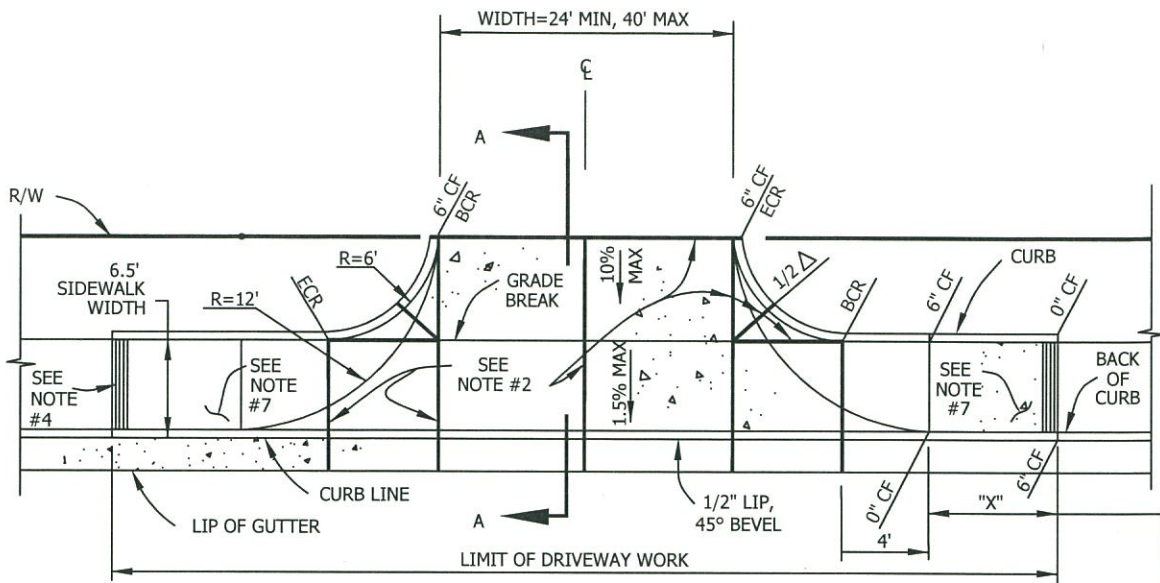 WIDTH=24' MIN, 40' MAX
℄
A
R/W
6" CF
BCR
6" CF
ECR
6.5'
SIDEWALK
WIDTH
R=6'
R=12'
ECR
GRADE
BREAK
10%
MAX
1/2 Δ
BCR
6" CF
0" CF
CURB
SEE
NOTE
#4
SEE
NOTE
#7
SEE
NOTE #2
1.5% MAX
SEE
NOTE
#7
BACK
OF
CURB
CURB LINE
LIP OF GUTTER
A
1/2" LIP,
45° BEVEL
0" CF
6" CF
"X"
4'
LIMIT OF DRIVEWAY WORK